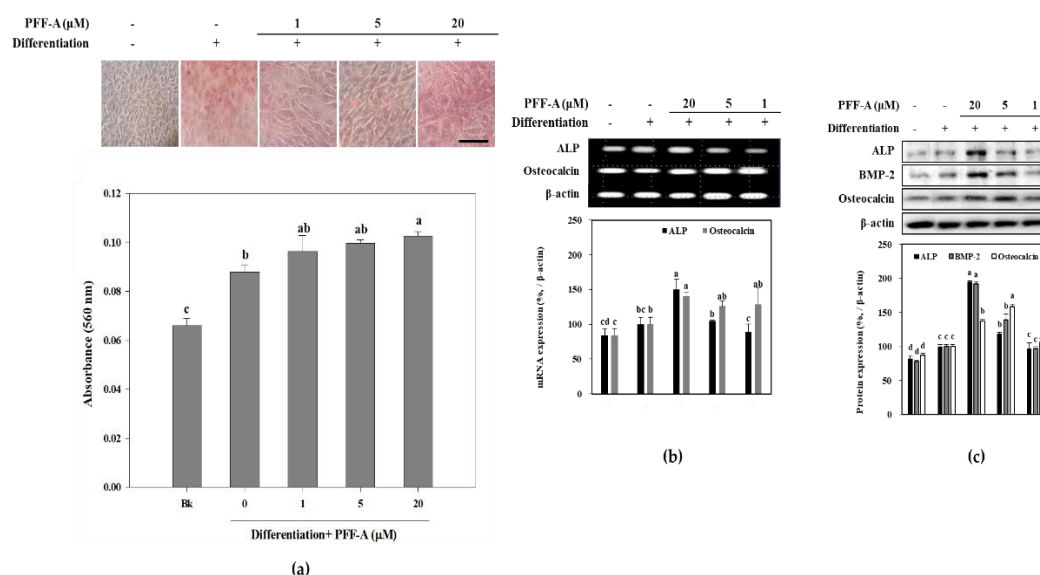 PFF-A (μM) - - 1 5 20
Differentiation - + + + +
0.12
0.10
0.08
0.06
0.04
0.02
0.00
Absorbance (560 nm)
c b ab ab a
Bk 0 1 5 20
Differentiation+ PFF-A (μM)
(a)
PFF-A (μM) - - 20 5 1
Differentiation - + + + +
ALP
Osteocalcin
β-actin
250
200
150
100
50
0
mRNA expression (%, / β-actin)
ALP Osteocalcin
cd c bc b a a b ab c ab
(b)
PFF-A (μM) - - 20 5 1
Differentiation - + + + +
ALP
BMP-2
Osteocalcin
β-actin
200
150
100
50
0
Protein expression (%, / β-actin)
ALP BMP-2 Osteocalcin
d d d c c c a a b b b a c c
(c)